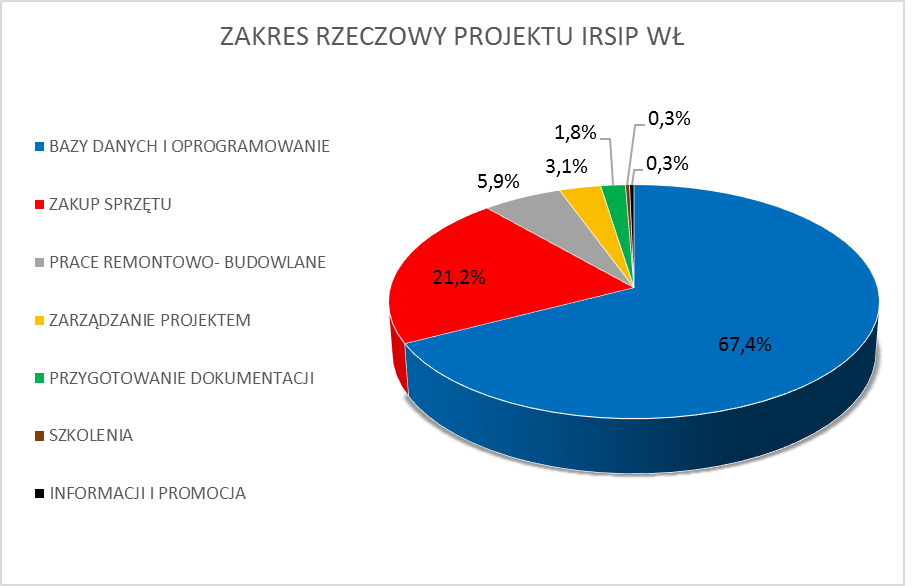 ZAKRES RZECZOWY PROJEKTU IRSIP WŁ
BAZY DANYCH I OPROGRAMOWANIE
ZAKUP SPRZĘTU
PRACE REMONTOWO- BUDOWLANE
ZARZĄDZANIE PROJEKTEM
PRZYGOTOWANIE DOKUMENTACJI
SZKOLENIA
INFORMACJI I PROMOCJA
67,4%
21,2%
5,9%
3,1%
1,8%
0,3%
0,3%